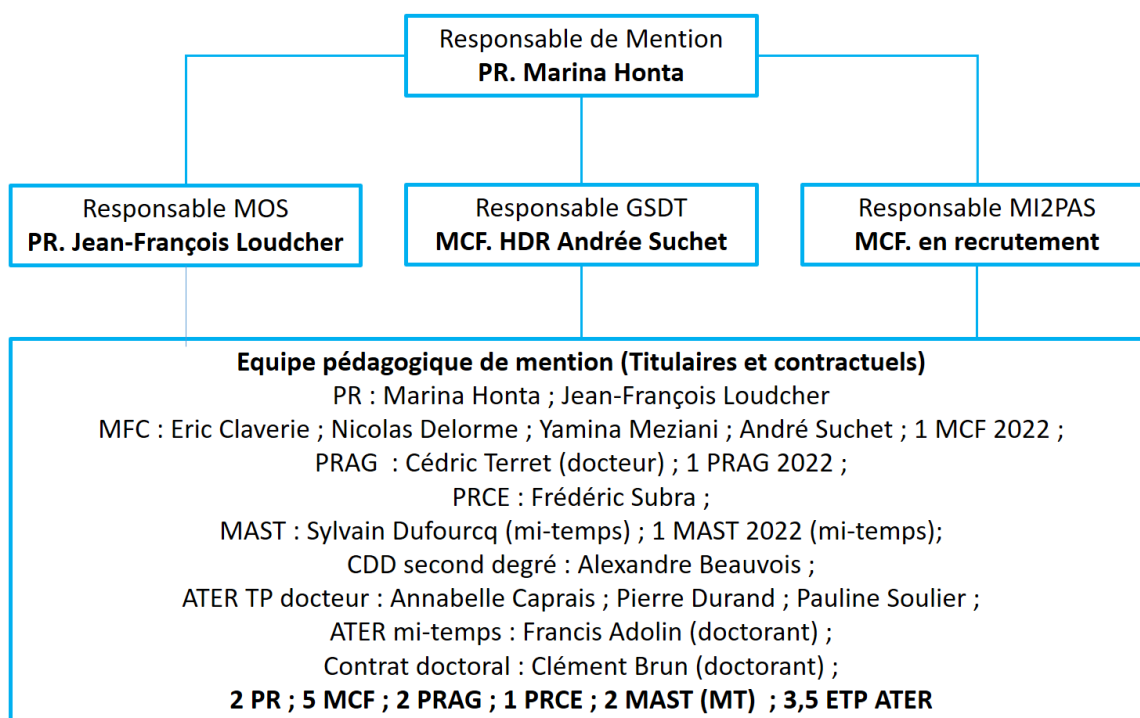 Responsable de Mention
PR. Marina Honta
Responsable MOS
PR. Jean-François Loudcher
Responsable GSDT
MCF. HDR Andrée Suchet
Responsable MI2PAS
MCF. en recrutement
Equipe pédagogique de mention (Titulaires et contractuels)
PR : Marina Honta ; Jean-François Loudcher
MFC : Eric Claverie ; Nicolas Delorme ; Yamina Meziani ; André Suchet ; 1 MCF 2022 ;
PRAG  : Cédric Terret (docteur) ; 1 PRAG 2022 ;
PRCE : Frédéric Subra ;
MAST : Sylvain Dufourcq (mi-temps) ; 1 MAST 2022 (mi-temps);
CDD second degré : Alexandre Beauvois ;
ATER TP docteur : Annabelle Caprais ; Pierre Durand ; Pauline Soulier ;
ATER mi-temps : Francis Adolin (doctorant) ;
Contrat doctoral : Clément Brun (doctorant) ;
2 PR ; 5 MCF ; 2 PRAG ; 1 PRCE ; 2 MAST (MT)  ; 3,5 ETP ATER